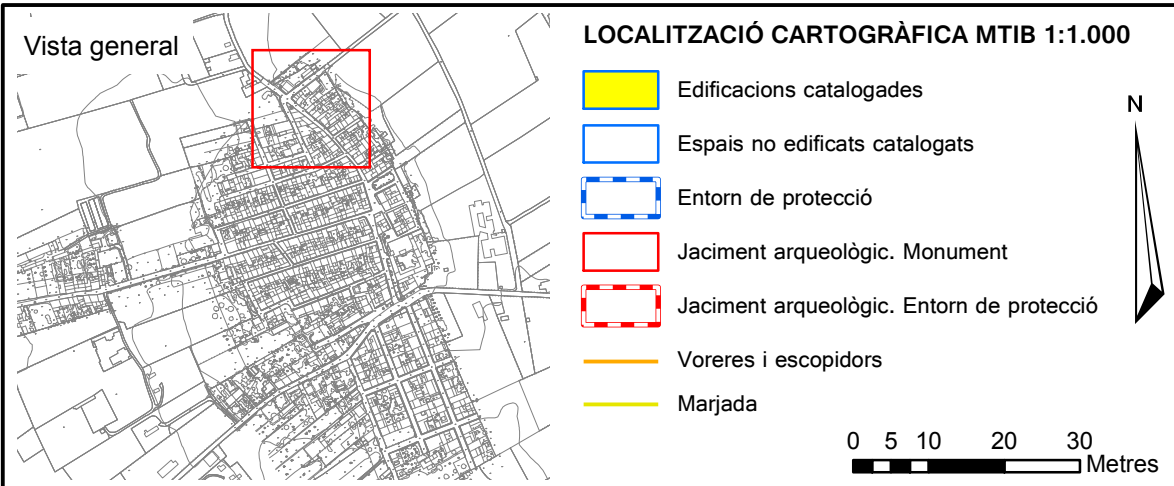 Vista general
LOCALITZACIÓ CARTOGRÀFICA MTIB 1:1.000
Edificacions catalogades
Espais no edificats catalogats
Entorn de protecció
Jaciment arqueològic. Monument
Jaciment arqueològic. Entorn de protecció
Voreres i escopidors
Marjada
N
0 5 10 20 30
Metres